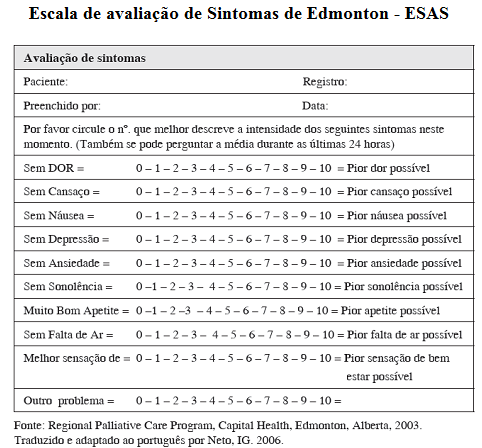 Escala de avaliação de Sintomas de Edmonton - ESAS
Avaliação de sintomas
Paciente: Registro:
Preenchido por: Data:
Por favor circule o nº. que melhor descreve a intensidade dos seguintes sintomas neste
momento. (Também se pode perguntar a média durante as últimas 24 horas)
Sem DOR = 0 – 1 – 2 – 3 – 4 – 5 – 6 – 7 – 8 – 9 – 10 = Pior dor possível
Sem Cansaço = 0 – 1 – 2 – 3 – 4 – 5 – 6 – 7 – 8 – 9 – 10 = Pior cansaço possível
Sem Náusea = 0 – 1 – 2 – 3 – 4 – 5 – 6 – 7 – 8 – 9 – 10 = Pior náusea possível
Sem Depressão = 0 – 1 – 2 – 3 – 4 – 5 – 6 – 7 – 8 – 9 – 10 = Pior depressão possível
Sem Ansiedade = 0 – 1 – 2 – 3 – 4 – 5 – 6 – 7 – 8 – 9 – 10 = Pior ansiedade possível
Sem Sonolência = 0 –1 – 2 – 3 – 4 – 5 – 6 – 7 – 8 – 9 – 10 = Pior sonolência possível
Muito Bom Apetite = 0 –1 – 2 –3 – 4 – 5 – 6 – 7 – 8 – 9 – 10 = Pior apetite possível
Sem Falta de Ar = 0 – 1 - 2 – 3 – 4 – 5 – 6 – 7 – 8 – 9 – 10 = Pior falta de ar possível
Melhor sensação de = 0 – 1 – 2 – 3 – 4 – 5 – 6 – 7 – 8 – 9 – 10 = Pior sensação de bem
estar possível
Outro problema = 0 – 1 – 2 – 3 – 4 – 5 – 6 – 7 – 8 – 9 – 10 =
Fonte: Regional Palliative Care Program, Capital Health, Edmonton, Alberta, 2003.
Traduzido e adaptado ao português por Neto, IG. 2006.